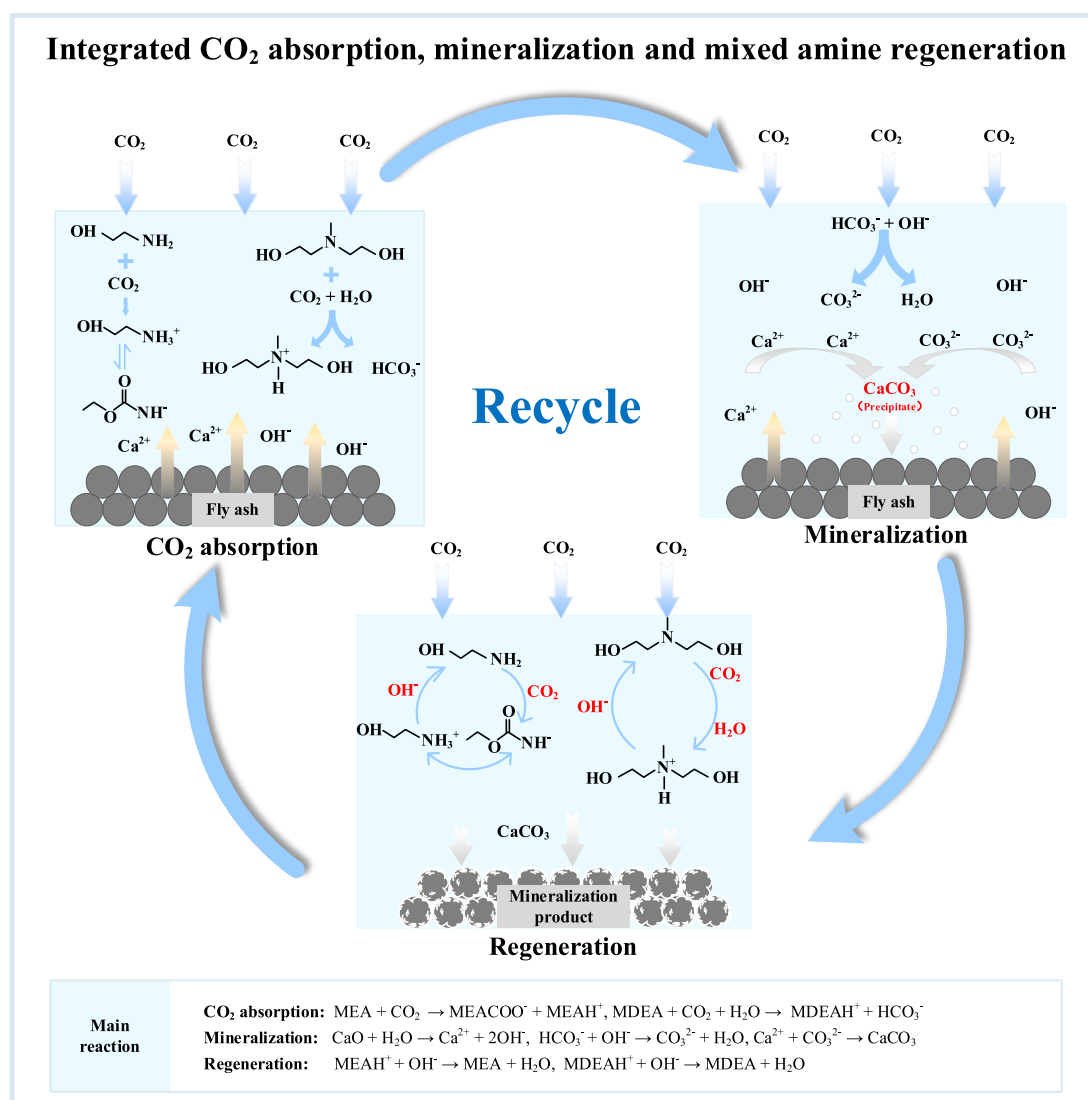 Integrated CO₂ absorption, mineralization and mixed amine regeneration
CO₂ CO₂ CO₂
OH NH₂
+
CO₂
OH NH₃⁺
O
O NH⁻
N
HO OH
+
CO₂ + H₂O
H
N⁺
HO OH
H
HCO₃⁻
Ca²⁺ Ca²⁺ OH⁻ OH⁻
Fly ash
CO₂ absorption
Recycle
CO₂ CO₂ CO₂
HCO₃⁻ + OH⁻
OH⁻ CO₃²⁻ H₂O OH⁻
Ca²⁺ Ca²⁺ CO₃²⁻ CO₃²⁻
CaCO₃
(Precipitate)
Ca²⁺ OH⁻
Fly ash
Mineralization
CO₂ CO₂ CO₂
OH NH₂
OH⁻ CO₂
OH NH₃⁺
O
O NH⁻
N
HO OH
CO₂
OH⁻
H₂O
N⁺
HO OH
H
CaCO₃
Mineralization
product
Regeneration
Main
reaction
CO₂ absorption: MEA + CO₂ → MEACOO⁻ + MEAH⁺, MDEA + CO₂ + H₂O → MDEAH⁺ + HCO₃⁻
Mineralization: CaO + H₂O → Ca²⁺ + 2OH⁻, HCO₃⁻ + OH⁻ → CO₃²⁻ + H₂O, Ca²⁺ + CO₃²⁻ → CaCO₃
Regeneration: MEAH⁺ + OH⁻ → MEA + H₂O, MDEAH⁺ + OH⁻ → MDEA + H₂O